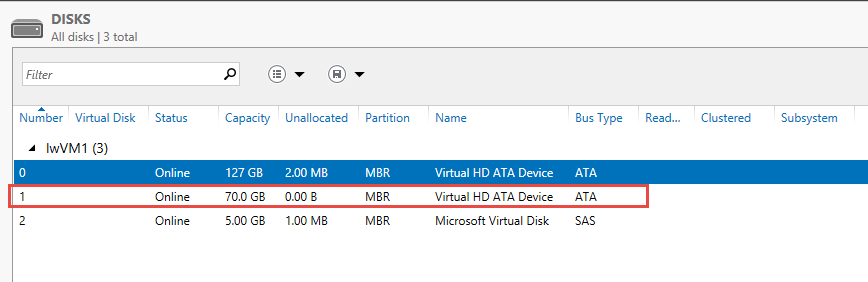 DISKS
All disks | 3 total
Filter
Number Virtual Disk Status Capacity Unallocated Partition Name Bus Type Read... Clustered Subsystem
lwVM1 (3)
0 Online 127 GB 2.00 MB MBR Virtual HD ATA Device ATA
1 Online 70.0 GB 0.00 B MBR Virtual HD ATA Device ATA
2 Online 5.00 GB 1.00 MB MBR Microsoft Virtual Disk SAS